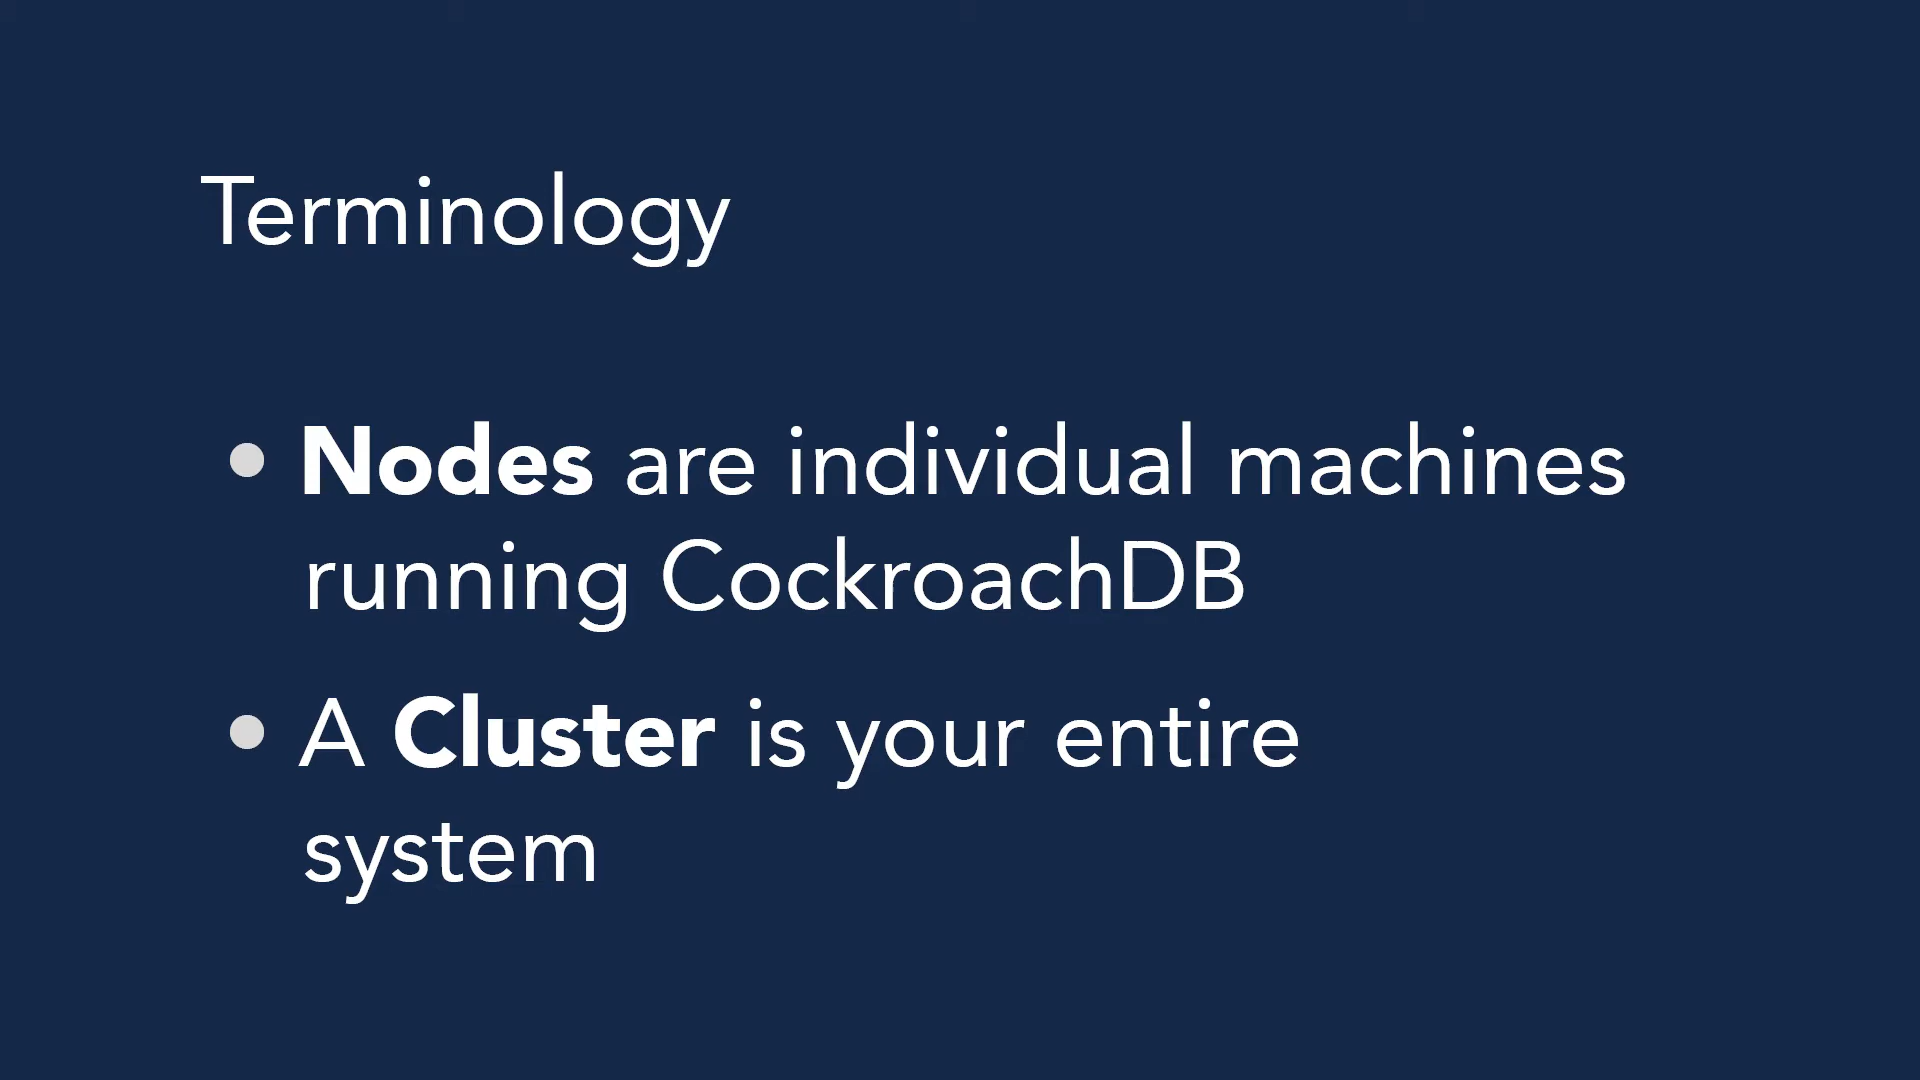 Terminology
• Nodes are individual machines
running CockroachDB
• A Cluster is your entire
system